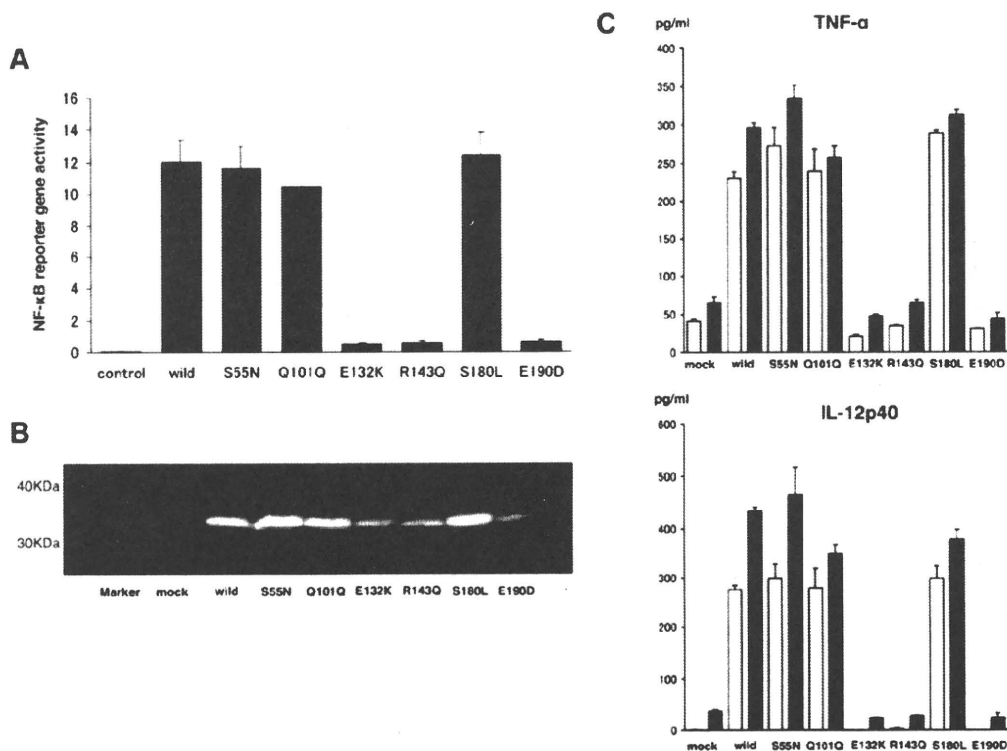 A
NF-κB reporter gene activity
16
14
12
10
8
6
4
2
0
control wild S55N Q101Q E132K R143Q S180L E190D
B
40KDa
30KDa
Marker mock wild S55N Q101Q E132K R143Q S180L E190D
C
pg/ml
TNF-α
400
350
300
250
200
150
100
50
0
mock wild S55N Q101Q E132K R143Q S180L E190D
pg/ml
IL-12p40
600
500
400
300
200
100
0
mock wild S55N Q101Q E132K R143Q S180L E190D